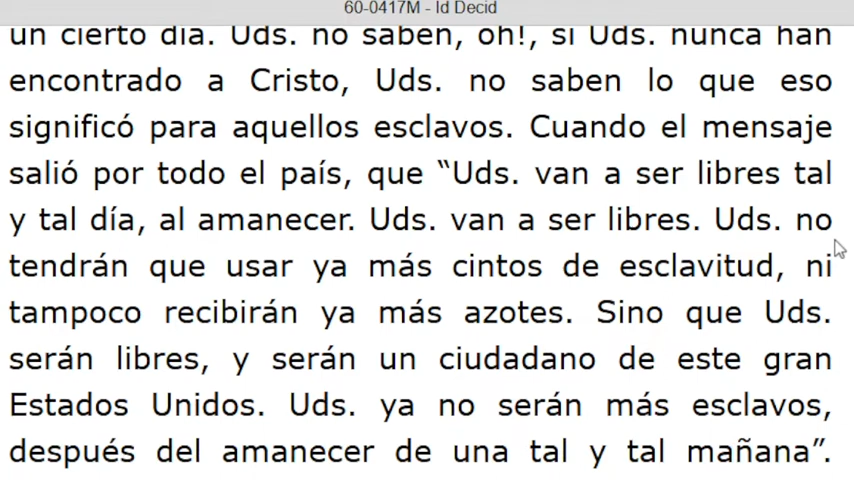 60-0417M - Id Decid
un cierto día. Uds. no saben, oh!, si Uds. nunca han
encontrado a Cristo, Uds. no saben lo que eso
significó para aquellos esclavos. Cuando el mensaje
salió por todo el país, que “Uds. van a ser libres tal
y tal día, al amanecer. Uds. van a ser libres. Uds. no
tendrán que usar ya más cintos de esclavitud, ni
tampoco recibirán ya más azotes. Sino que Uds.
serán libres, y serán un ciudadano de este gran
Estados Unidos. Uds. ya no serán más esclavos,
después del amanecer de una tal y tal mañana”.